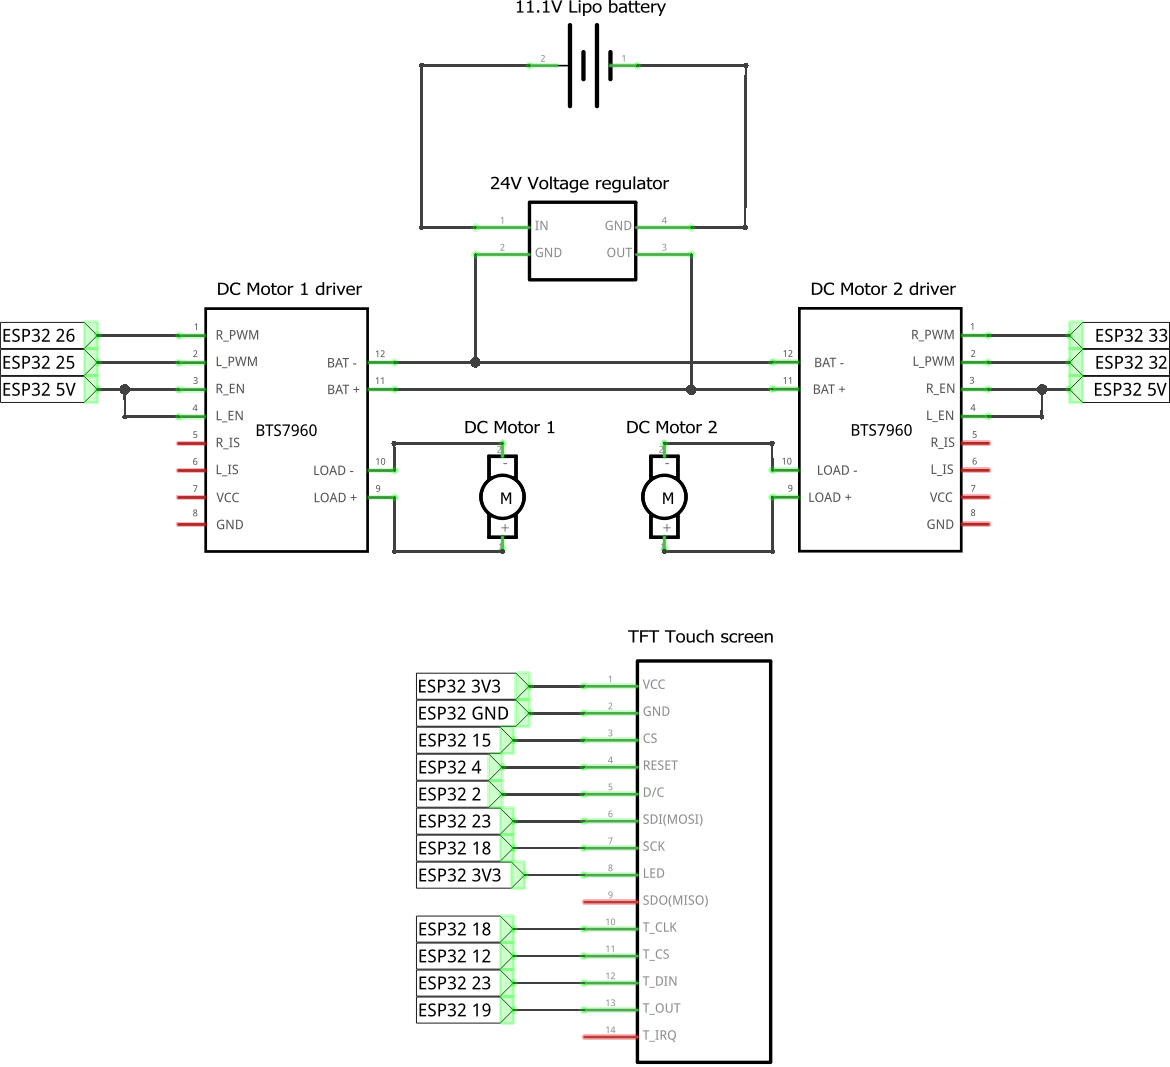 11.1V Lipo battery
2 1
24V Voltage regulator
1 IN GND 4
2 GND OUT 3
DC Motor 1 driver
ESP32 26 1 R_PWM
ESP32 25 2 L_PWM BAT - 12
ESP32 5V 3 R_EN BAT + 11
4 L_EN
BTS7960
5 R_IS
6 L_IS LOAD - 10
7 VCC LOAD + 9
8 GND
DC Motor 2 driver
R_PWM 1 ESP32 33
12 BAT - L_PWM 2 ESP32 32
11 BAT + R_EN 3 ESP32 5V
L_EN 4
BTS7960
R_IS 5
10 LOAD - L_IS 6
9 LOAD + VCC 7
GND 8
DC Motor 1
2
-
M
+
DC Motor 2
2
-
M
+
TFT Touch screen
ESP32 3V3 1 VCC
ESP32 GND 2 GND
ESP32 15 3 CS
ESP32 4 4 RESET
ESP32 2 5 D/C
ESP32 23 6 SDI(MOSI)
ESP32 18 7 SCK
ESP32 3V3 8 LED
9 SDO(MISO)
ESP32 18 10 T_CLK
ESP32 12 11 T_CS
ESP32 23 12 T_DIN
ESP32 19 13 T_OUT
14 T_IRQ